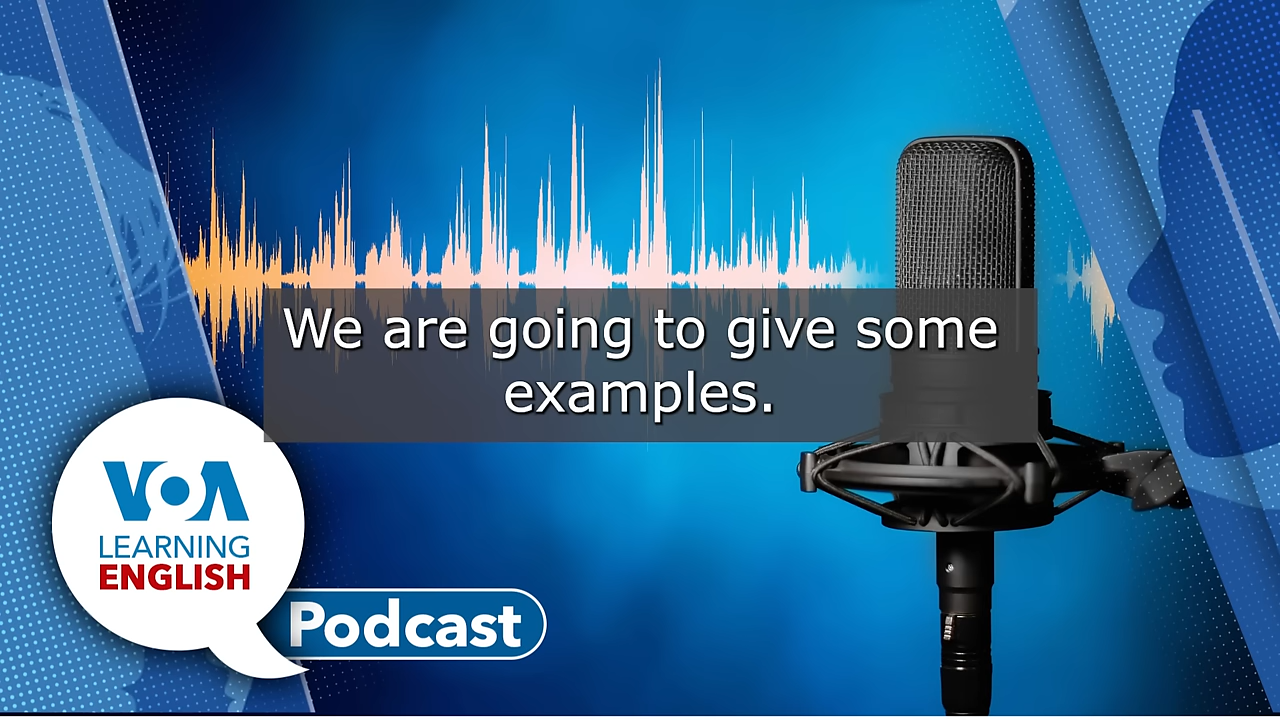 We are going to give some
examples.
VOA
LEARNING
ENGLISH
Podcast